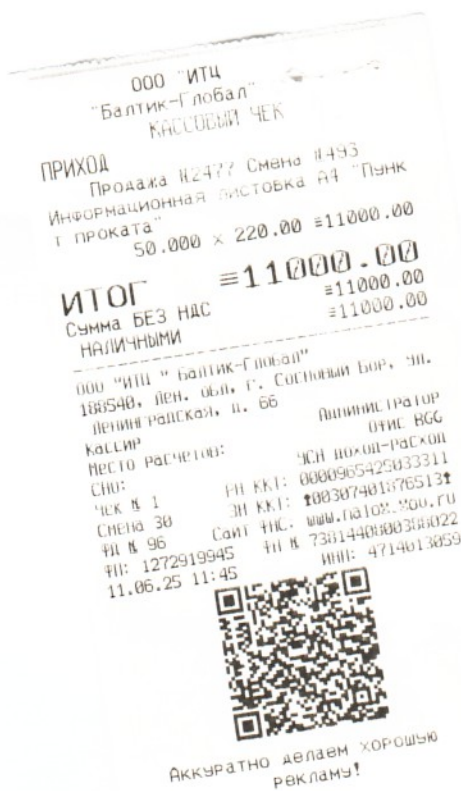 ООО "ИТЦ
"Балтик-Глобал"
КАССОВЫЙ ЧЕК
ПРИХОД
Продажа №2477 Смена №493
Информационная листовка А4 "Пунк
т проката"
50.000 × 220.00 ≡11000.00
ИТОГ ≡11000.00
Сумма БЕЗ НДС ≡11000.00
НАЛИЧНЫМИ ≡11000.00
ООО "ИТЦ " Балтик-Глобал"
188540, Лен. обл, г. Сосновый Бор, ул.
Ленинградская, д. 66
Кассир Администратор
Место расчетов: офис BGG
СНО: УСН доход-расход
Чек № 1 РН ККТ: 0000965425033311
Смена 30 ЗН ККТ: 00307401876513
ФД № 96 Сайт ФНС: www.nalog.gov.ru
ФП: 1272919945 ФН № 7381440800386022
11.06.25 11:45 ИНН: 4714013059
Аккуратно делаем хорошую
рекламу!